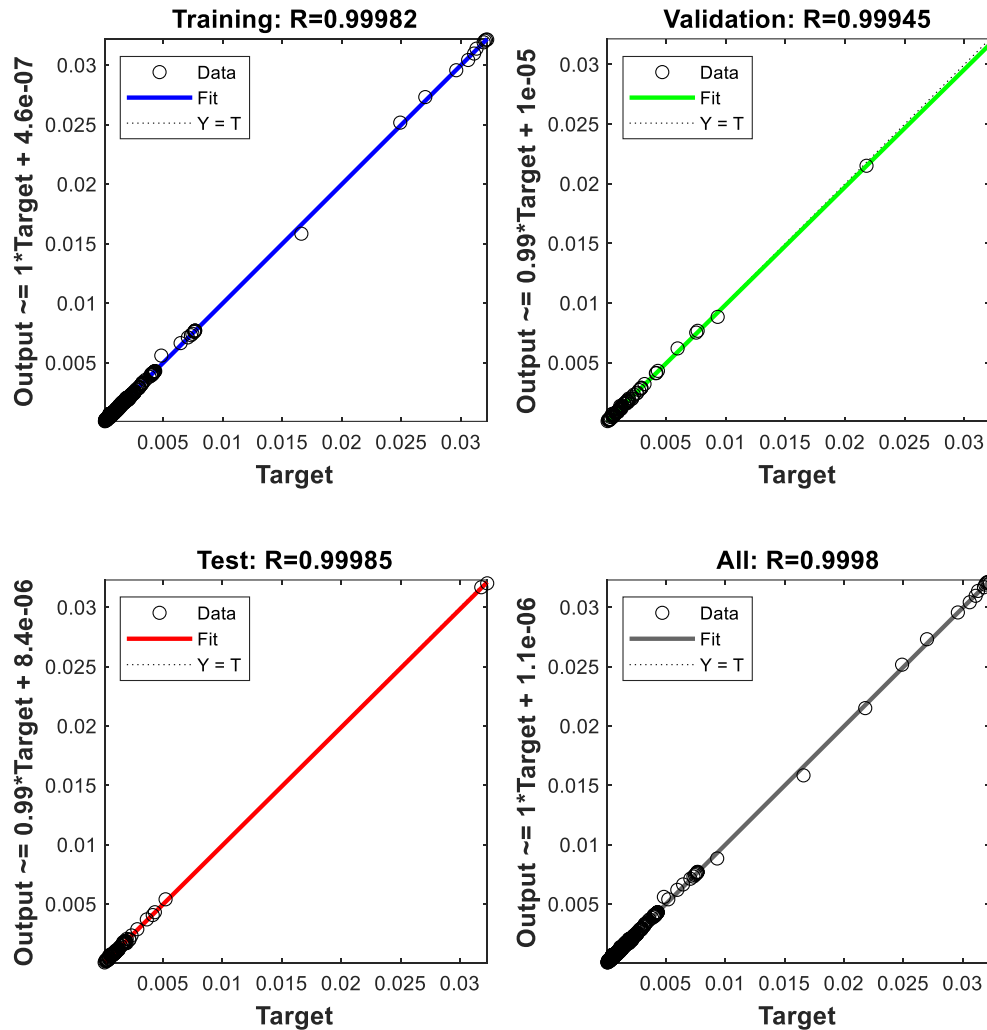 Training: R=0.99982
Output ~= 1*Target + 4.6e-07
0.03
0.025
0.02
0.015
0.01
0.005
Data
Fit
Y = T
0.005 0.01 0.015 0.02 0.025 0.03
Target
Validation: R=0.99945
Output ~= 0.99*Target + 1e-05
0.03
0.025
0.02
0.015
0.01
0.005
Data
Fit
Y = T
0.005 0.01 0.015 0.02 0.025 0.03
Target
Test: R=0.99985
Output ~= 0.99*Target + 8.4e-06
0.03
0.025
0.02
0.015
0.01
0.005
Data
Fit
Y = T
0.005 0.01 0.015 0.02 0.025 0.03
Target
All: R=0.9998
Output ~= 1*Target + 1.1e-06
0.03
0.025
0.02
0.015
0.01
0.005
Data
Fit
Y = T
0.005 0.01 0.015 0.02 0.025 0.03
Target